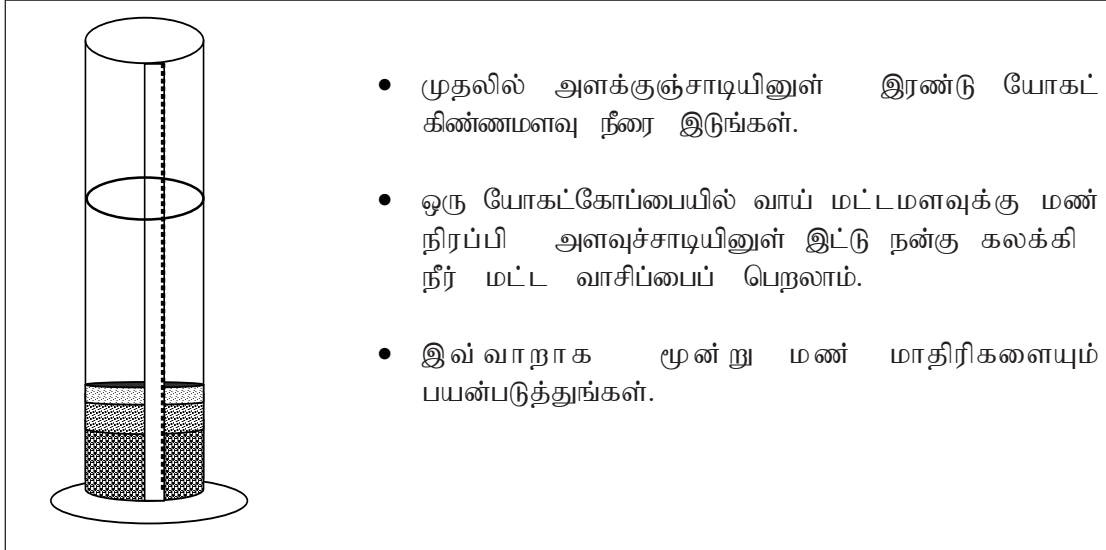 • முதலில் அளக்குஞ்சாடியினுள் இரண்டு யோகட்
கிண்ணமளவு நீரை இடுங்கள்.
• ஒரு யோகட்கோப்பையில் வாய் மட்டமளவுக்கு மண்
நிரப்பி அளவுச்சாடியினுள் இட்டு நன்கு கலக்கி
நீர் மட்ட வாசிப்பைப் பெறலாம்.
• இவ்வாறாக மூன்று மண் மாதிரிகளையும்
பயன்படுத்துங்கள்.